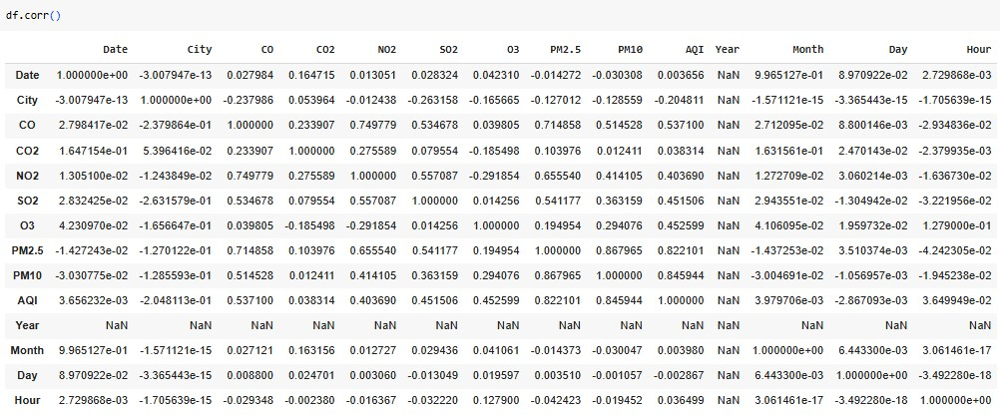 df.corr()
Date City CO CO2 NO2 SO2 O3 PM2.5 PM10 AQI Year Month Day Hour
Date 1.000000e+00 -3.007947e-13 0.027984 0.164715 0.013051 0.028324 0.042310 -0.014272 -0.030308 0.003656 NaN 9.965127e-01 8.970922e-02 2.729868e-03
City -3.007947e-13 1.000000e+00 -0.237986 0.053964 -0.012438 -0.263158 -0.165665 -0.127012 -0.128559 -0.204811 NaN -1.571121e-15 -3.365443e-15 -1.705639e-15
CO 2.798417e-02 -2.379864e-01 1.000000 0.233907 0.749779 0.534678 0.039805 0.714858 0.514528 0.537100 NaN 2.712095e-02 8.800146e-03 -2.934836e-02
CO2 1.647154e-01 5.396416e-02 0.233907 1.000000 0.275589 0.079554 -0.185498 0.103976 0.012411 0.038314 NaN 1.631561e-01 2.470143e-02 -2.379935e-03
NO2 1.305100e-02 -1.243849e-02 0.749779 0.275589 1.000000 0.557087 -0.291854 0.655540 0.414105 0.403690 NaN 1.272709e-02 3.060214e-03 -1.636730e-02
SO2 2.832425e-02 -2.631579e-01 0.534678 0.079554 0.557087 1.000000 0.014256 0.541177 0.363159 0.451506 NaN 2.943551e-02 -1.304942e-02 -3.221956e-02
O3 4.230970e-02 -1.656647e-01 0.039805 -0.185498 -0.291854 0.014256 1.000000 0.194954 0.294076 0.452599 NaN 4.106095e-02 1.959732e-02 1.279000e-01
PM2.5 -1.427243e-02 -1.270122e-01 0.714858 0.103976 0.655540 0.541177 0.194954 1.000000 0.867965 0.822101 NaN -1.437253e-02 3.510374e-03 -4.242305e-02
PM10 -3.030775e-02 -1.285593e-01 0.514528 0.012411 0.414105 0.363159 0.294076 0.867965 1.000000 0.845944 NaN -3.004691e-02 -1.056957e-03 -1.945238e-02
AQI 3.656232e-03 -2.048113e-01 0.537100 0.038314 0.403690 0.451506 0.452599 0.822101 0.845944 1.000000 NaN 3.979706e-03 -2.867093e-03 3.649949e-02
Year NaN NaN NaN NaN NaN NaN NaN NaN NaN NaN NaN NaN NaN NaN
Month 9.965127e-01 -1.571121e-15 0.027121 0.163156 0.012727 0.029436 0.041061 -0.014373 -0.030047 0.003980 NaN 1.000000e+00 6.443300e-03 3.061461e-17
Day 8.970922e-02 -3.365443e-15 0.008800 0.024701 0.003060 -0.013049 0.019597 0.003510 -0.001057 -0.002867 NaN 6.443300e-03 1.000000e+00 -3.492280e-18
Hour 2.729868e-03 -1.705639e-15 -0.029348 -0.002380 -0.016367 -0.032220 0.127900 -0.042423 -0.019452 0.036499 NaN 3.061461e-17 -3.492280e-18 1.000000e+00